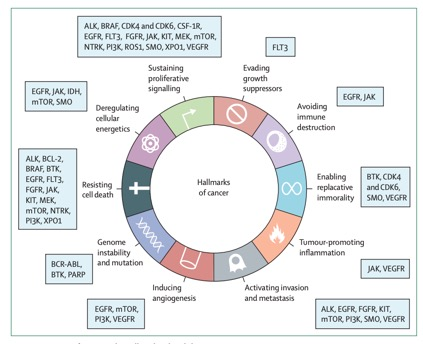 ALK, BRAF, CDK4 and CDK6, CSF-1R,
EGFR, FLT3, FGFR, JAK, KIT, MEK, mTOR,
NTRK, PI3K, ROS1, SMO, XPO1, VEGFR
FLT3
Sustaining
proliferative
signalling
Evading
growth
suppressors
EGFR, JAK, IDH,
mTOR, SMO
EGFR, JAK
Deregulating
cellular
energetics
Avoiding
immune
destruction
ALK, BCL-2,
BRAF, BTK,
EGFR, FLT3,
FGFR, JAK,
KIT, MEK,
mTOR, NTRK,
PI3K, XPO1
Resisting
cell death
Hallmarks
of cancer
Enabling
replacative
immorality
BTK, CDK4
and CDK6,
SMO, VEGFR
Genome
instability
and mutation
Tumour-promoting
inflammation
BCR-ABL,
BTK, PARP
JAK, VEGFR
Inducing
angiogenesis
Activating invasion
and metastasis
EGFR, mTOR,
PI3K, VEGFR
ALK, EGFR, FGFR, KIT,
mTOR, PI3K, SMO, VEGFR